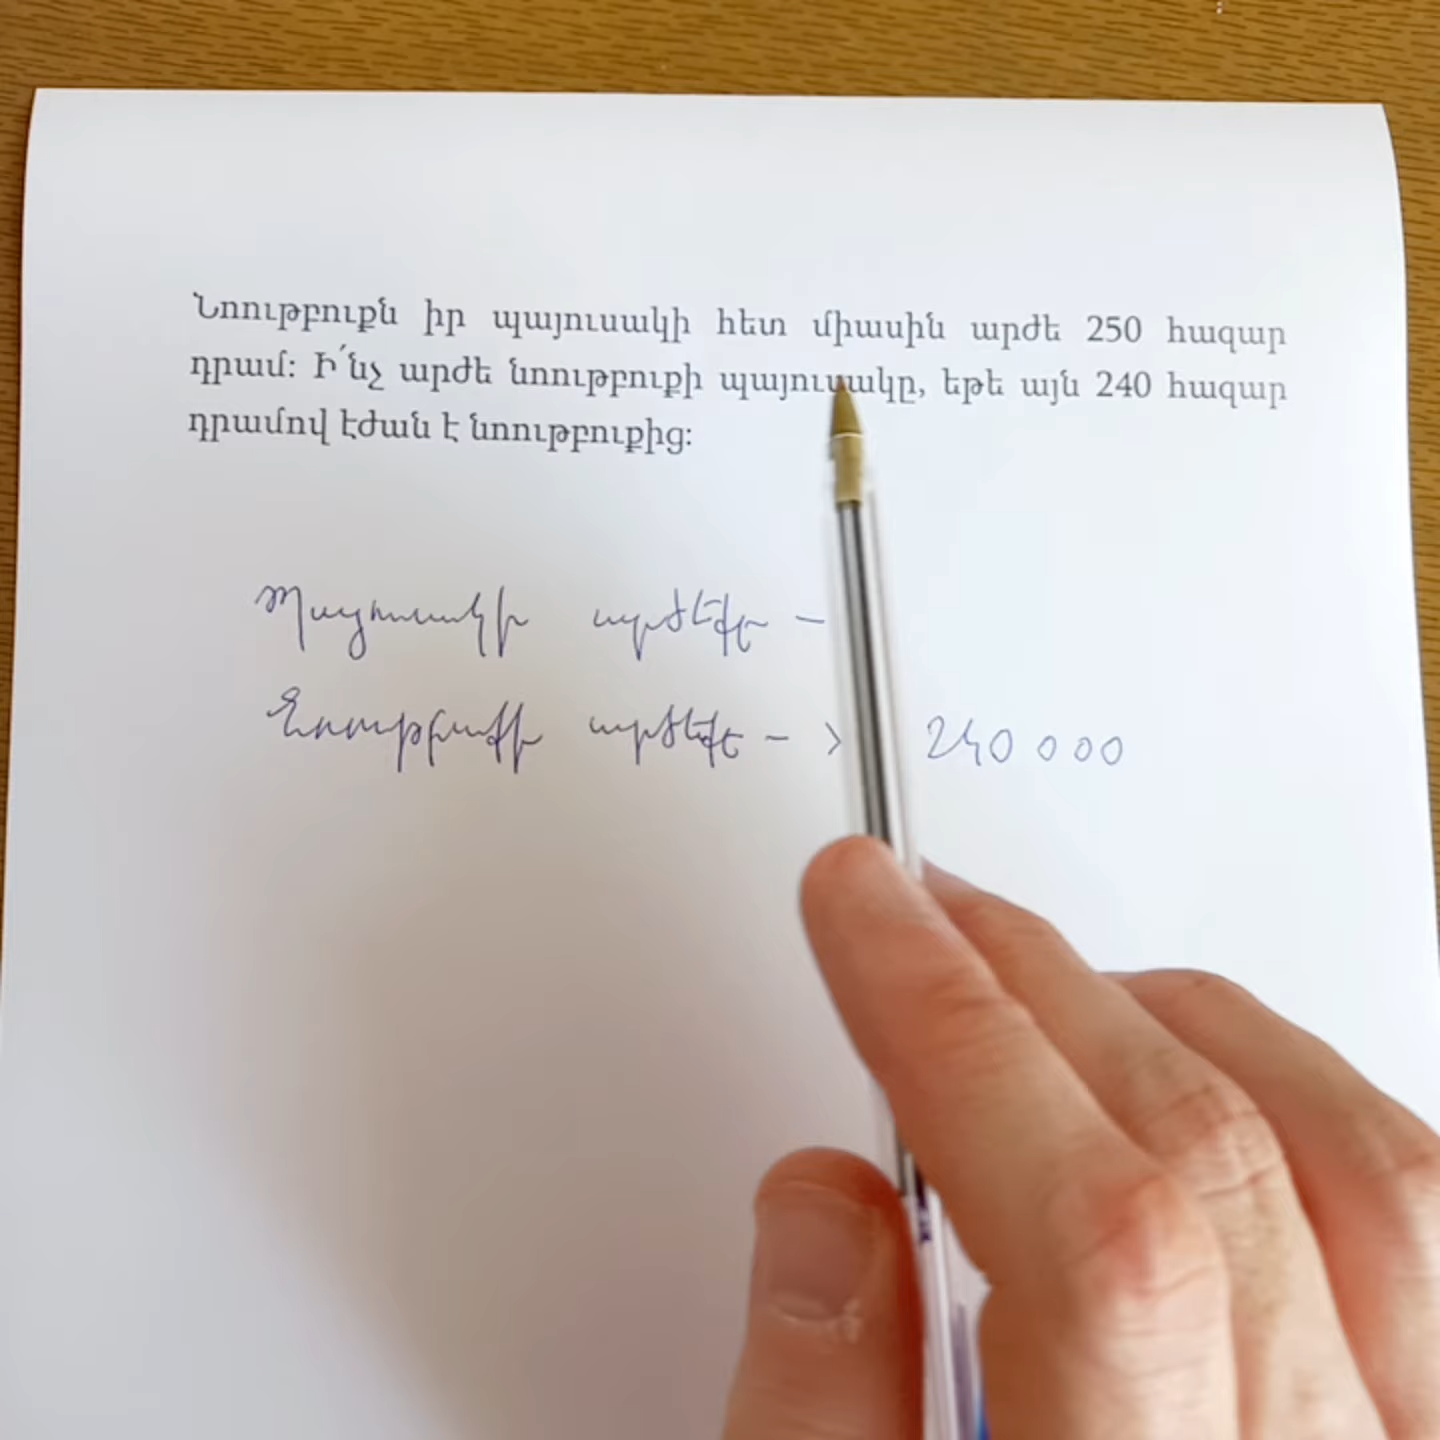 Նոութբուքն իր պայուսակի հետ միասին արժե 250 հազար
դրամ: Ի՞նչ արժե նոութբուքի պայուսակը, եթե այն 240 հազար
դրամով էժան է նոութբուքից:
Պայուսակի արժեքը –
Նոութբուքի արժեքը – > 240 000